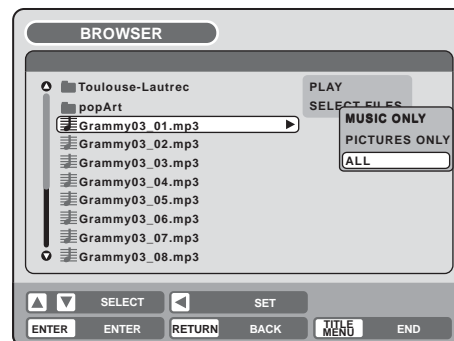 BROWSER
Toulouse-Lautrec
popArt
Grammy03_01.mp3
Grammy03_02.mp3
Grammy03_03.mp3
Grammy03_04.mp3
Grammy03_05.mp3
Grammy03_06.mp3
Grammy03_07.mp3
Grammy03_08.mp3
PLAY
SELECT FILES
MUSIC ONLY
PICTURES ONLY
ALL
SELECT SET
ENTER ENTER RETURN BACK TITLE MENU END